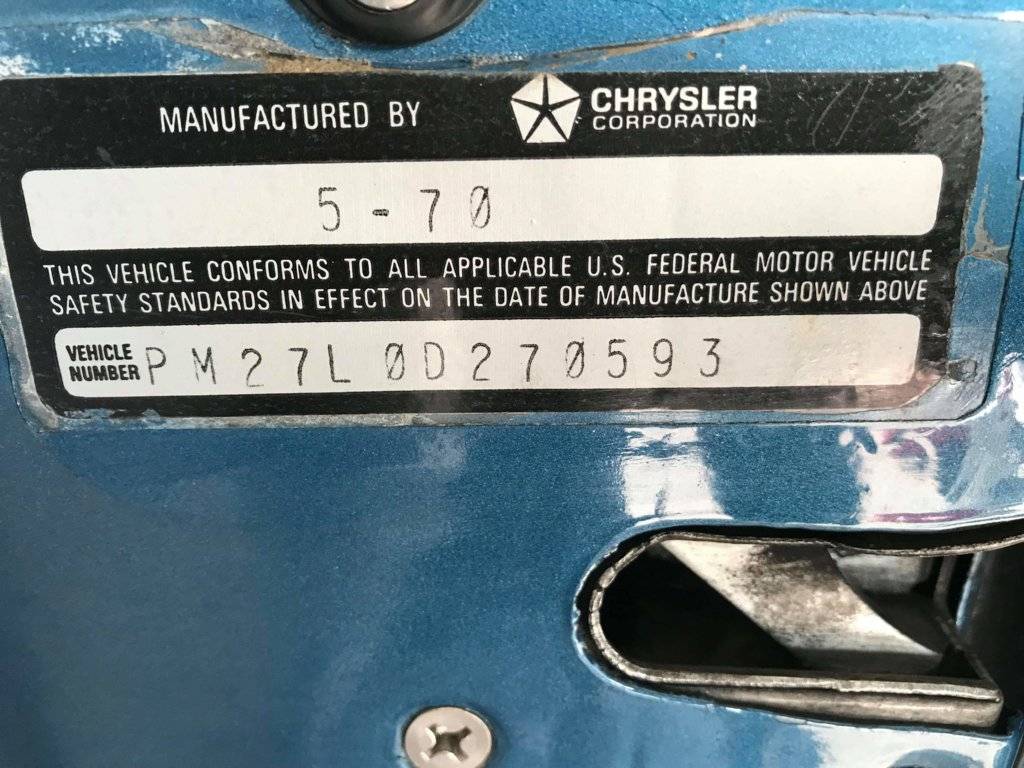 MANUFACTURED BY CHRYSLER CORPORATION
5-70
THIS VEHICLE CONFORMS TO ALL APPLICABLE U.S. FEDERAL MOTOR VEHICLE
SAFETY STANDARDS IN EFFECT ON THE DATE OF MANUFACTURE SHOWN ABOVE
VEHICLE NUMBER PM27L0D270593